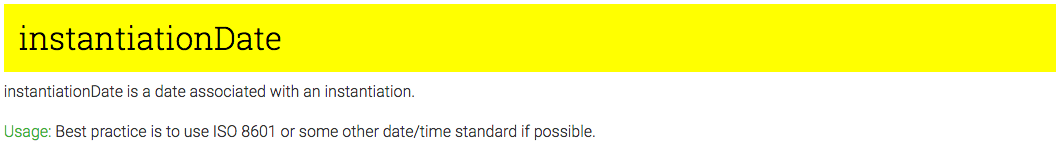 instantiationDate
instantiationDate is a date associated with an instantiation.
Usage: Best practice is to use ISO 8601 or some other date/time standard if possible.